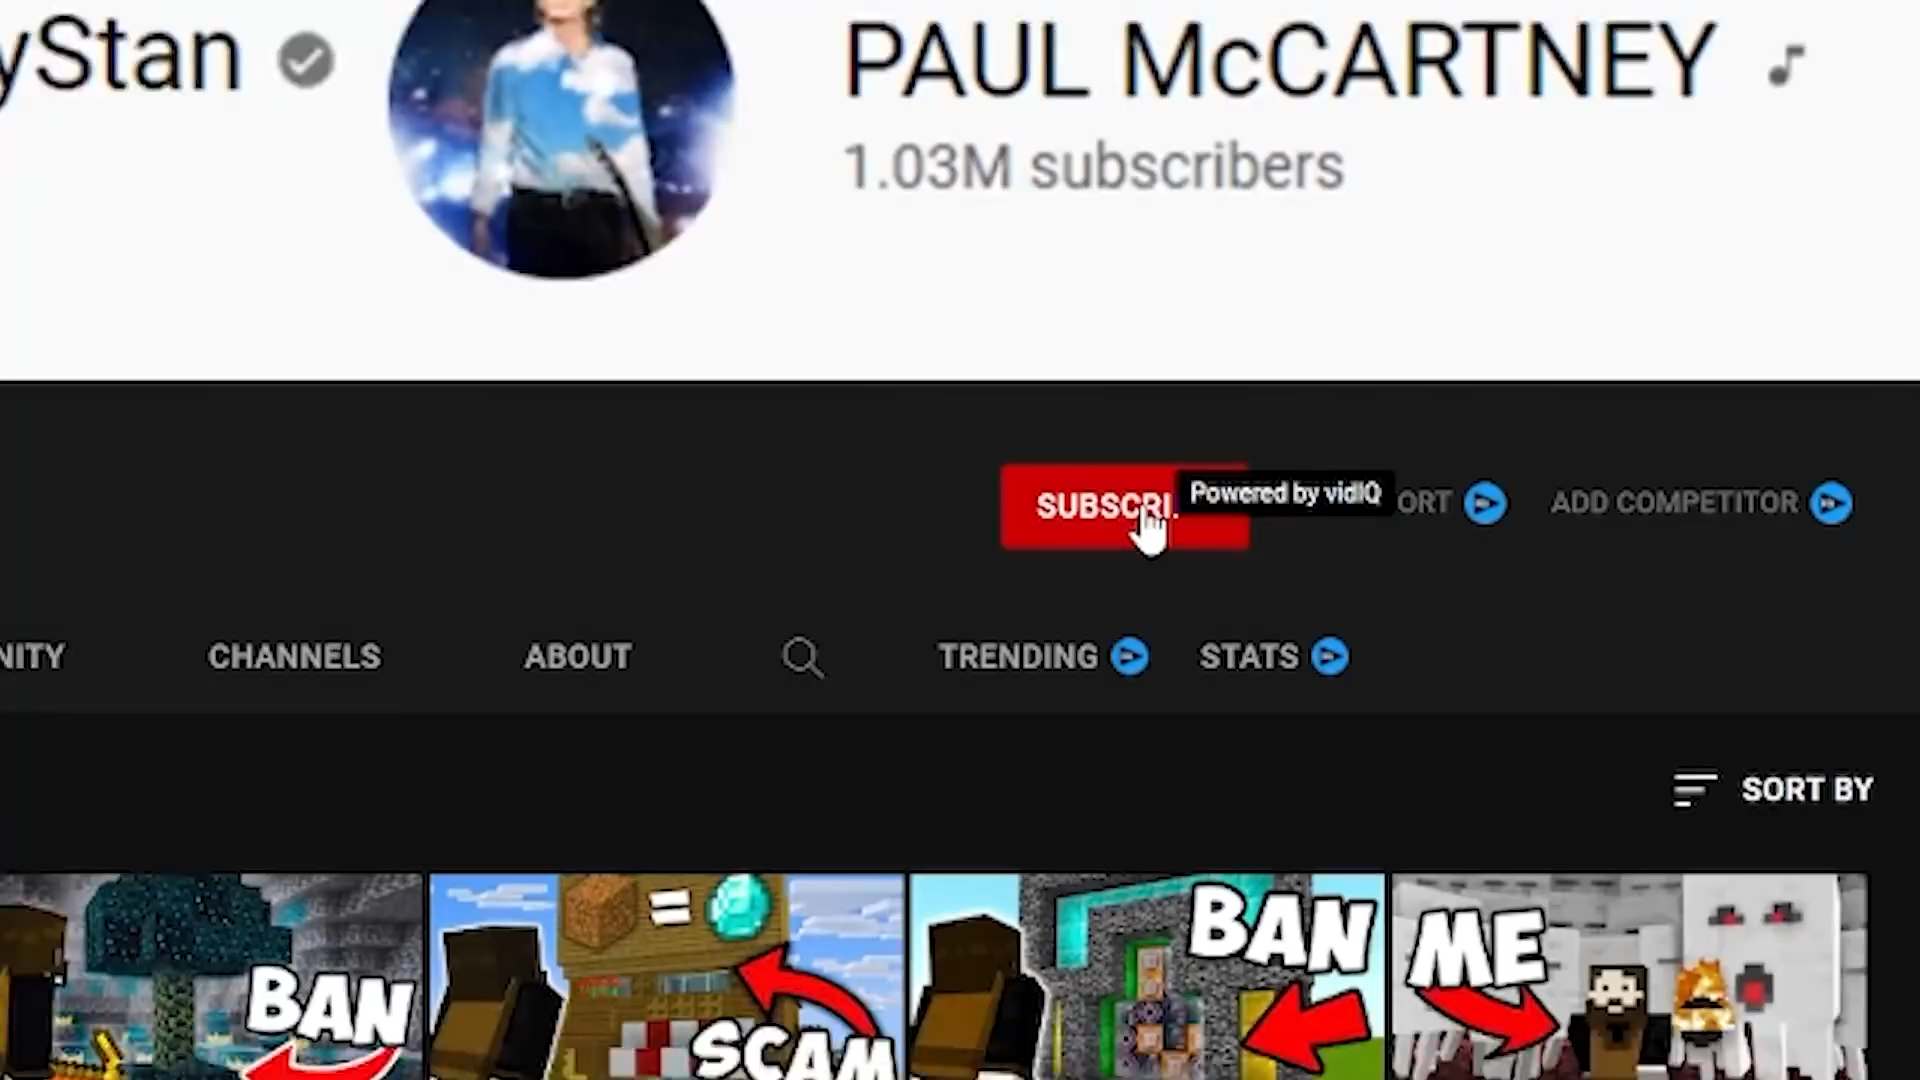 yStan
PAUL McCARTNEY
1.03M subscribers
SUBSCRI
Powered by vidIQ
ORT
ADD COMPETITOR
NITY
CHANNELS
ABOUT
TRENDING
STATS
SORT BY
BAN
=
SCAM
BAN
ME